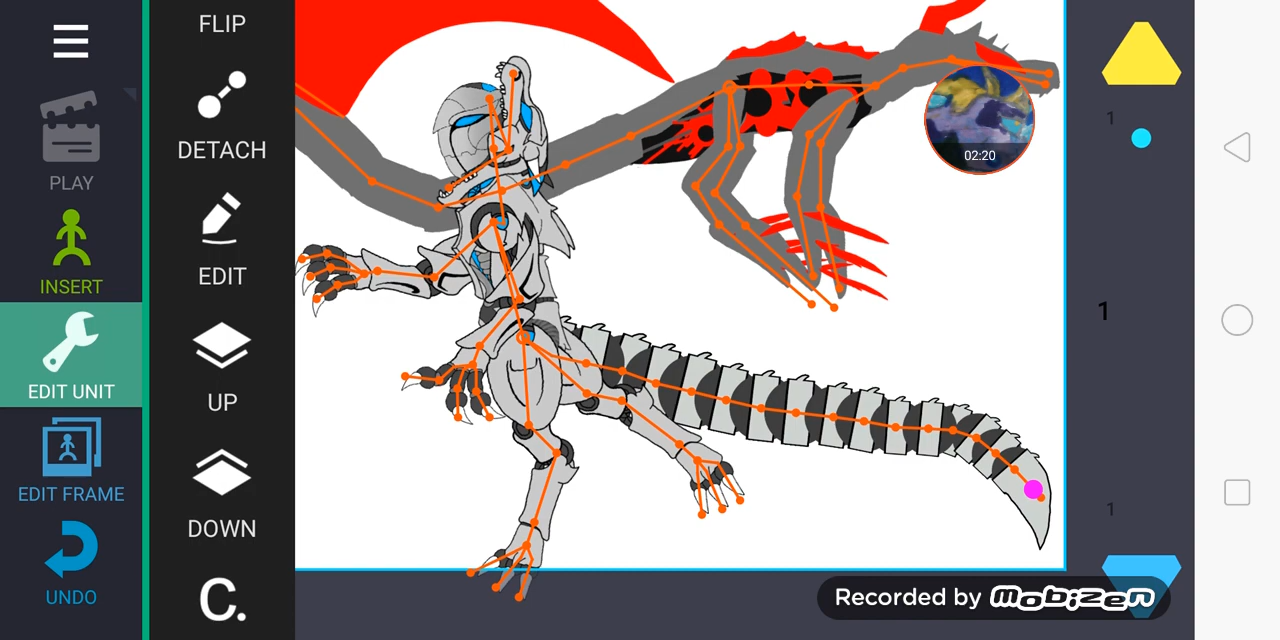 PLAY
INSERT
EDIT UNIT
EDIT FRAME
UNDO
FLIP
DETACH
EDIT
UP
DOWN
C.
02:20
1
1
1
Recorded by mobizen